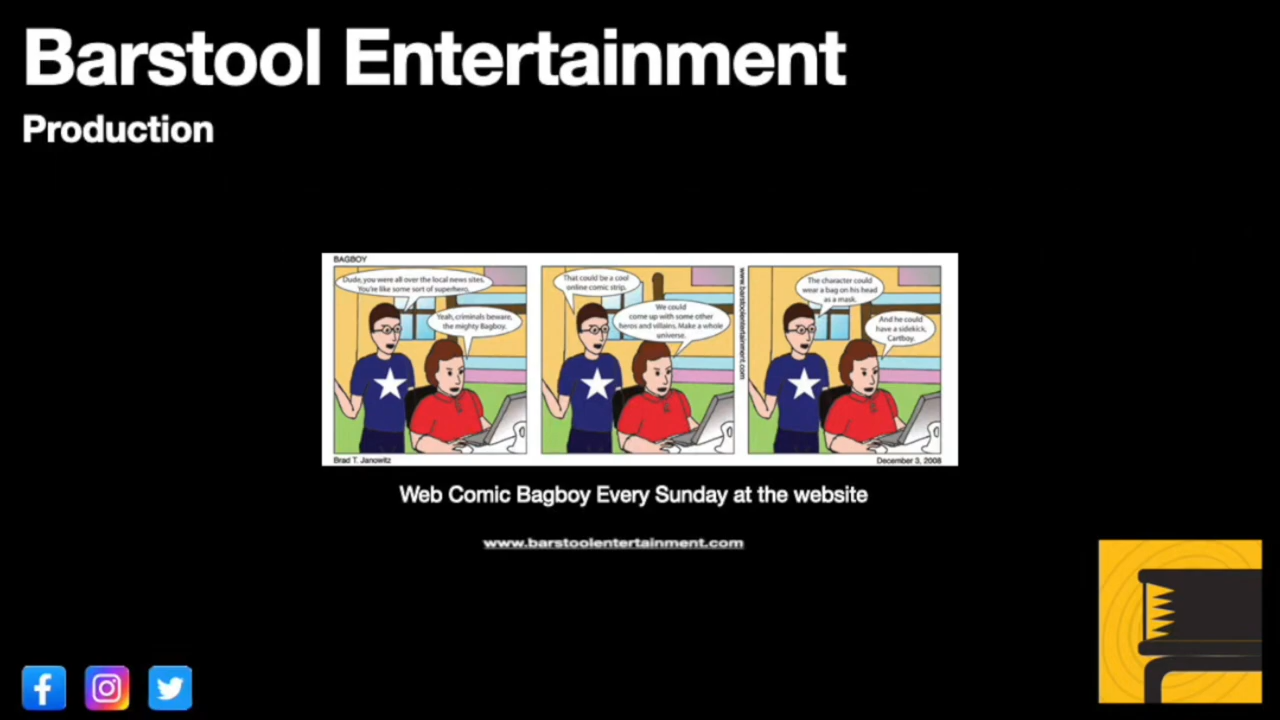 Barstool Entertainment
Production
BAGBOY
Dude, you were all over the local news sites.
You're like some sort of superhero.
Yeah, criminals beware,
the mighty Bagboy.
That could be a cool
online comic strip.
We could
come up with some other
heros and villains. Make a whole
universe.
www.barstoolentertainment.com
The character could
wear a bag on his head
as a mask.
And he could
have a sidekick,
Cartboy.
Brad T. Janowitz
December 3, 2008
Web Comic Bagboy Every Sunday at the website
www.barstoolentertainment.com